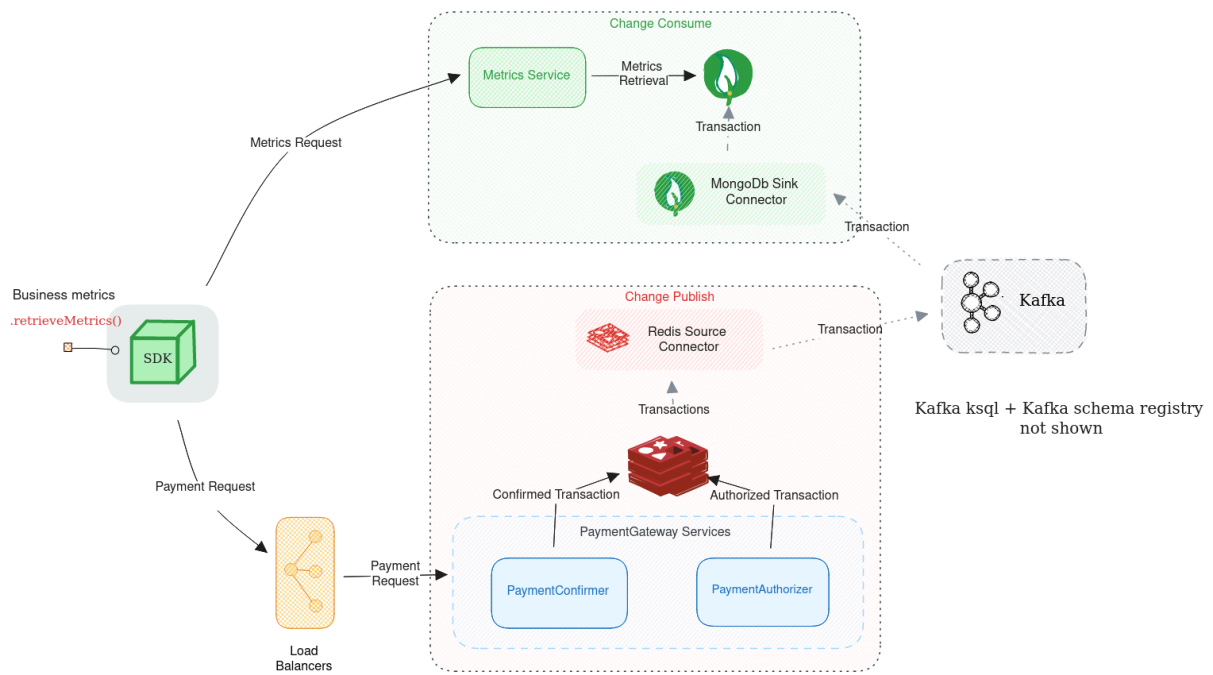 Change Consume
Metrics Service
Metrics
Retrieval
Transaction
Metrics Request
MongoDb Sink
Connector
Transaction
Kafka
Business metrics
.retrieveMetrics()
SDK
Change Publish
Redis Source
Connector
Transaction
Transactions
Kafka ksql + Kafka schema registry
not shown
Payment Request
Confirmed Transaction
Authorized Transaction
PaymentGateway Services
Payment
Request
PaymentConfirmer
PaymentAuthorizer
Load
Balancers